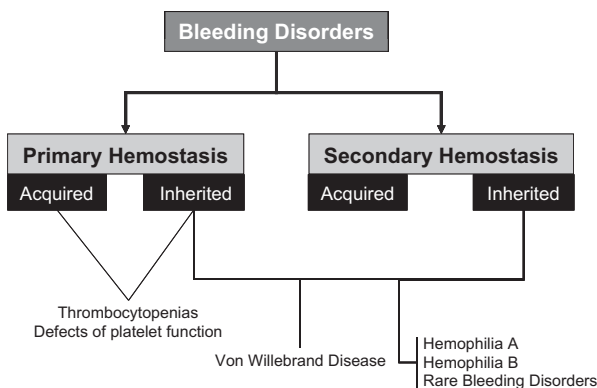 Bleeding Disorders
Primary Hemostasis
Secondary Hemostasis
Acquired
Inherited
Acquired
Inherited
Thrombocytopenias
Defects of platelet function
Von Willebrand Disease
Hemophilia A
Hemophilia B
Rare Bleeding Disorders